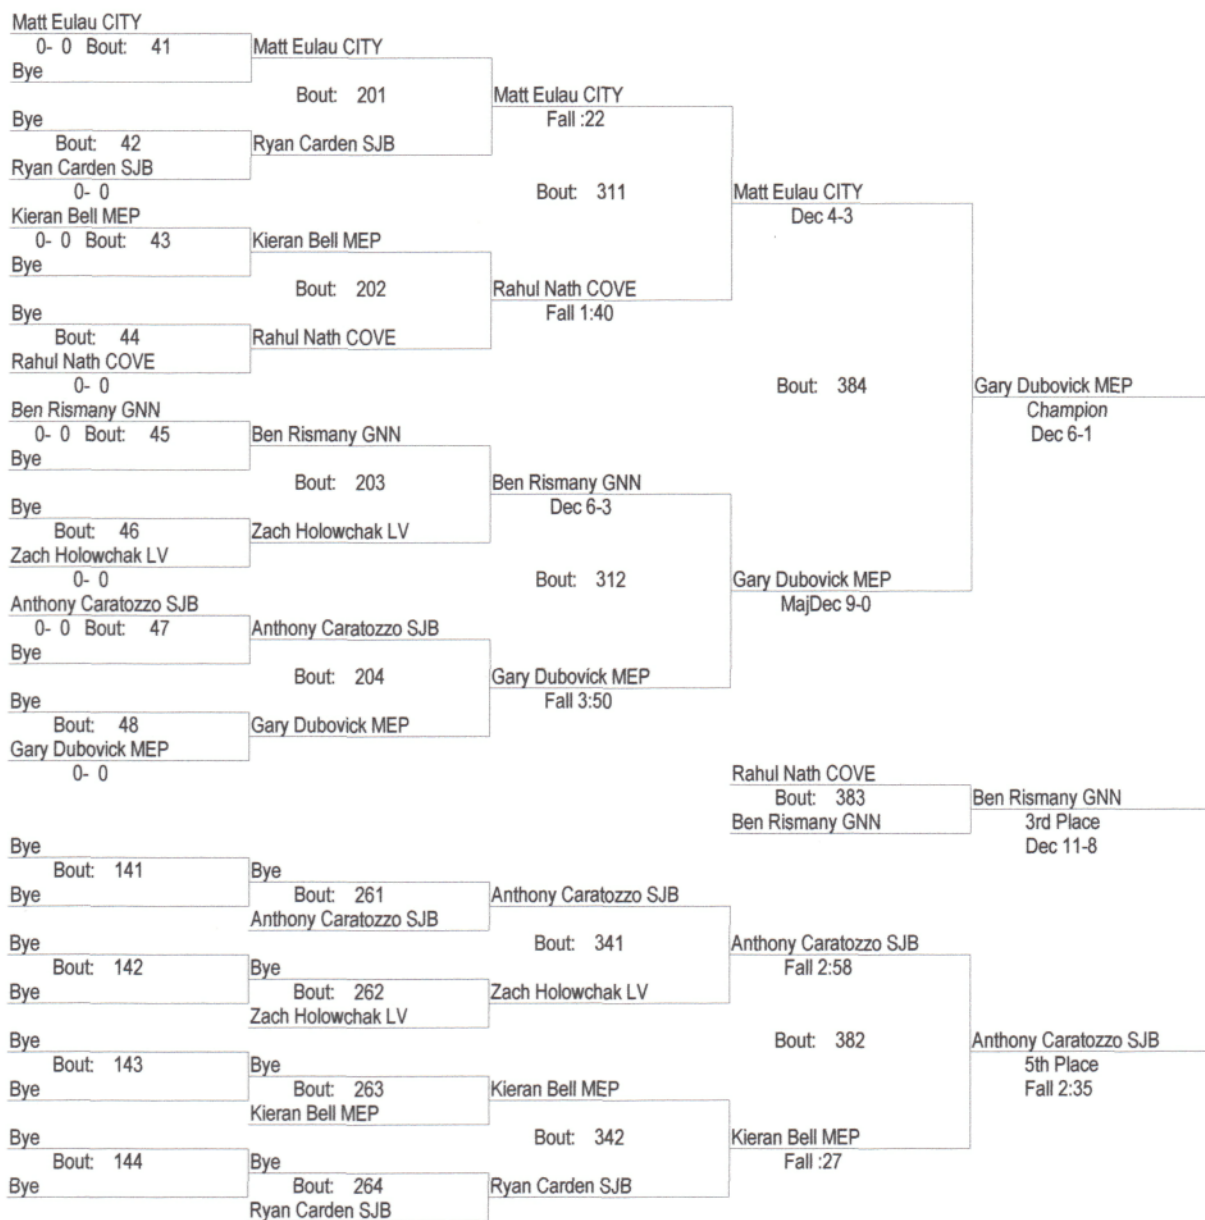 Matt Eulau CITY
0- 0 Bout: 41
Matt Eulau CITY
Bye
Bout: 201
Matt Eulau CITY
Fall :22
Bye
Bout: 42
Ryan Carden SJB
Ryan Carden SJB
0- 0
Bout: 311
Matt Eulau CITY
Dec 4-3
Kieran Bell MEP
0- 0 Bout: 43
Kieran Bell MEP
Bye
Bout: 202
Rahul Nath COVE
Fall 1:40
Bye
Bout: 44
Rahul Nath COVE
Rahul Nath COVE
0- 0
Bout: 384
Gary Dubovick MEP
Champion
Dec 6-1
Ben Rismany GNN
0- 0 Bout: 45
Ben Rismany GNN
Bye
Bout: 203
Ben Rismany GNN
Dec 6-3
Bye
Bout: 46
Zach Holowchak LV
Zach Holowchak LV
0- 0
Bout: 312
Gary Dubovick MEP
MajDec 9-0
Anthony Caratozzo SJB
0- 0 Bout: 47
Anthony Caratozzo SJB
Bye
Bout: 204
Gary Dubovick MEP
Fall 3:50
Bye
Bout: 48
Gary Dubovick MEP
Gary Dubovick MEP
0- 0
Rahul Nath COVE
Bout: 383
Ben Rismany GNN
Ben Rismany GNN
3rd Place
Dec 11-8
Bye
Bout: 141
Bye
Bye
Bout: 261
Anthony Caratozzo SJB
Anthony Caratozzo SJB
Bye
Bout: 341
Anthony Caratozzo SJB
Fall 2:58
Bout: 142
Bye
Bye
Bout: 262
Zach Holowchak LV
Zach Holowchak LV
Bye
Bout: 382
Anthony Caratozzo SJB
5th Place
Fall 2:35
Bout: 143
Bye
Bye
Bout: 263
Kieran Bell MEP
Kieran Bell MEP
Bye
Bout: 342
Kieran Bell MEP
Fall :27
Bout: 144
Bye
Bye
Bout: 264
Ryan Carden SJB
Ryan Carden SJB